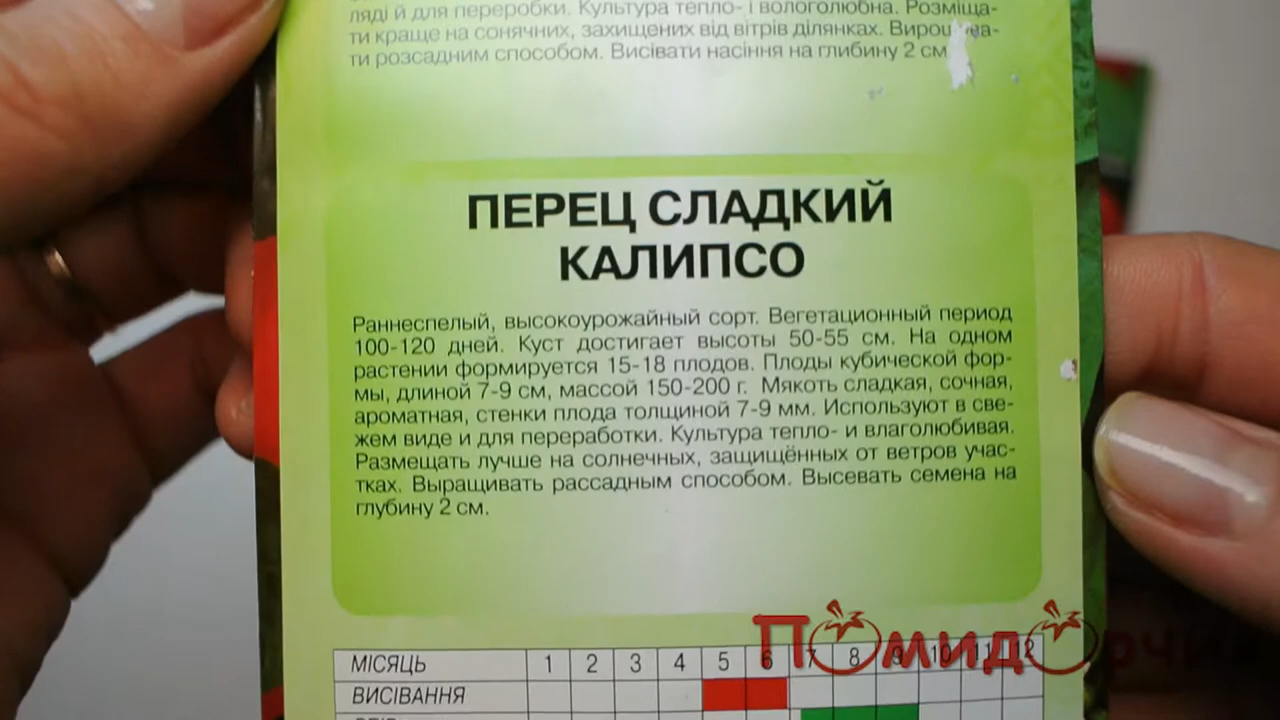 ляді й для переробки. Культура тепло- і вологолюбна. Розміща-
ти краще на сонячних, захищених від вітрів ділянках.
ти розсадним способом. Висівати насіння на глибину 2 см
ПЕРЕЦ СЛАДКИЙ
КАЛИПСО
Раннеспелый, высокоурожайный сорт. Вегетационный период
100-120 дней. Куст достигает высоты 50-55 см. На одном
растении формируется 15-18 плодов. Плоды кубической фор-
мы, длиной 7-9 см, массой 150-200 г. Мякоть сладкая, сочная,
ароматная, стенки плода толщиной 7-9 мм. Используют в све-
жем виде и для переработки. Культура тепло- и влаголюбивая.
Размещать лучше на солнечных, защищённых от ветров учас-
тках. Выращивать рассадным способом. Высевать семена на
глубину 2 см.
МІСЯЦЬ 1 2 3 4 5 6 7 8 9 10 11 12
ВИСІВАННЯ